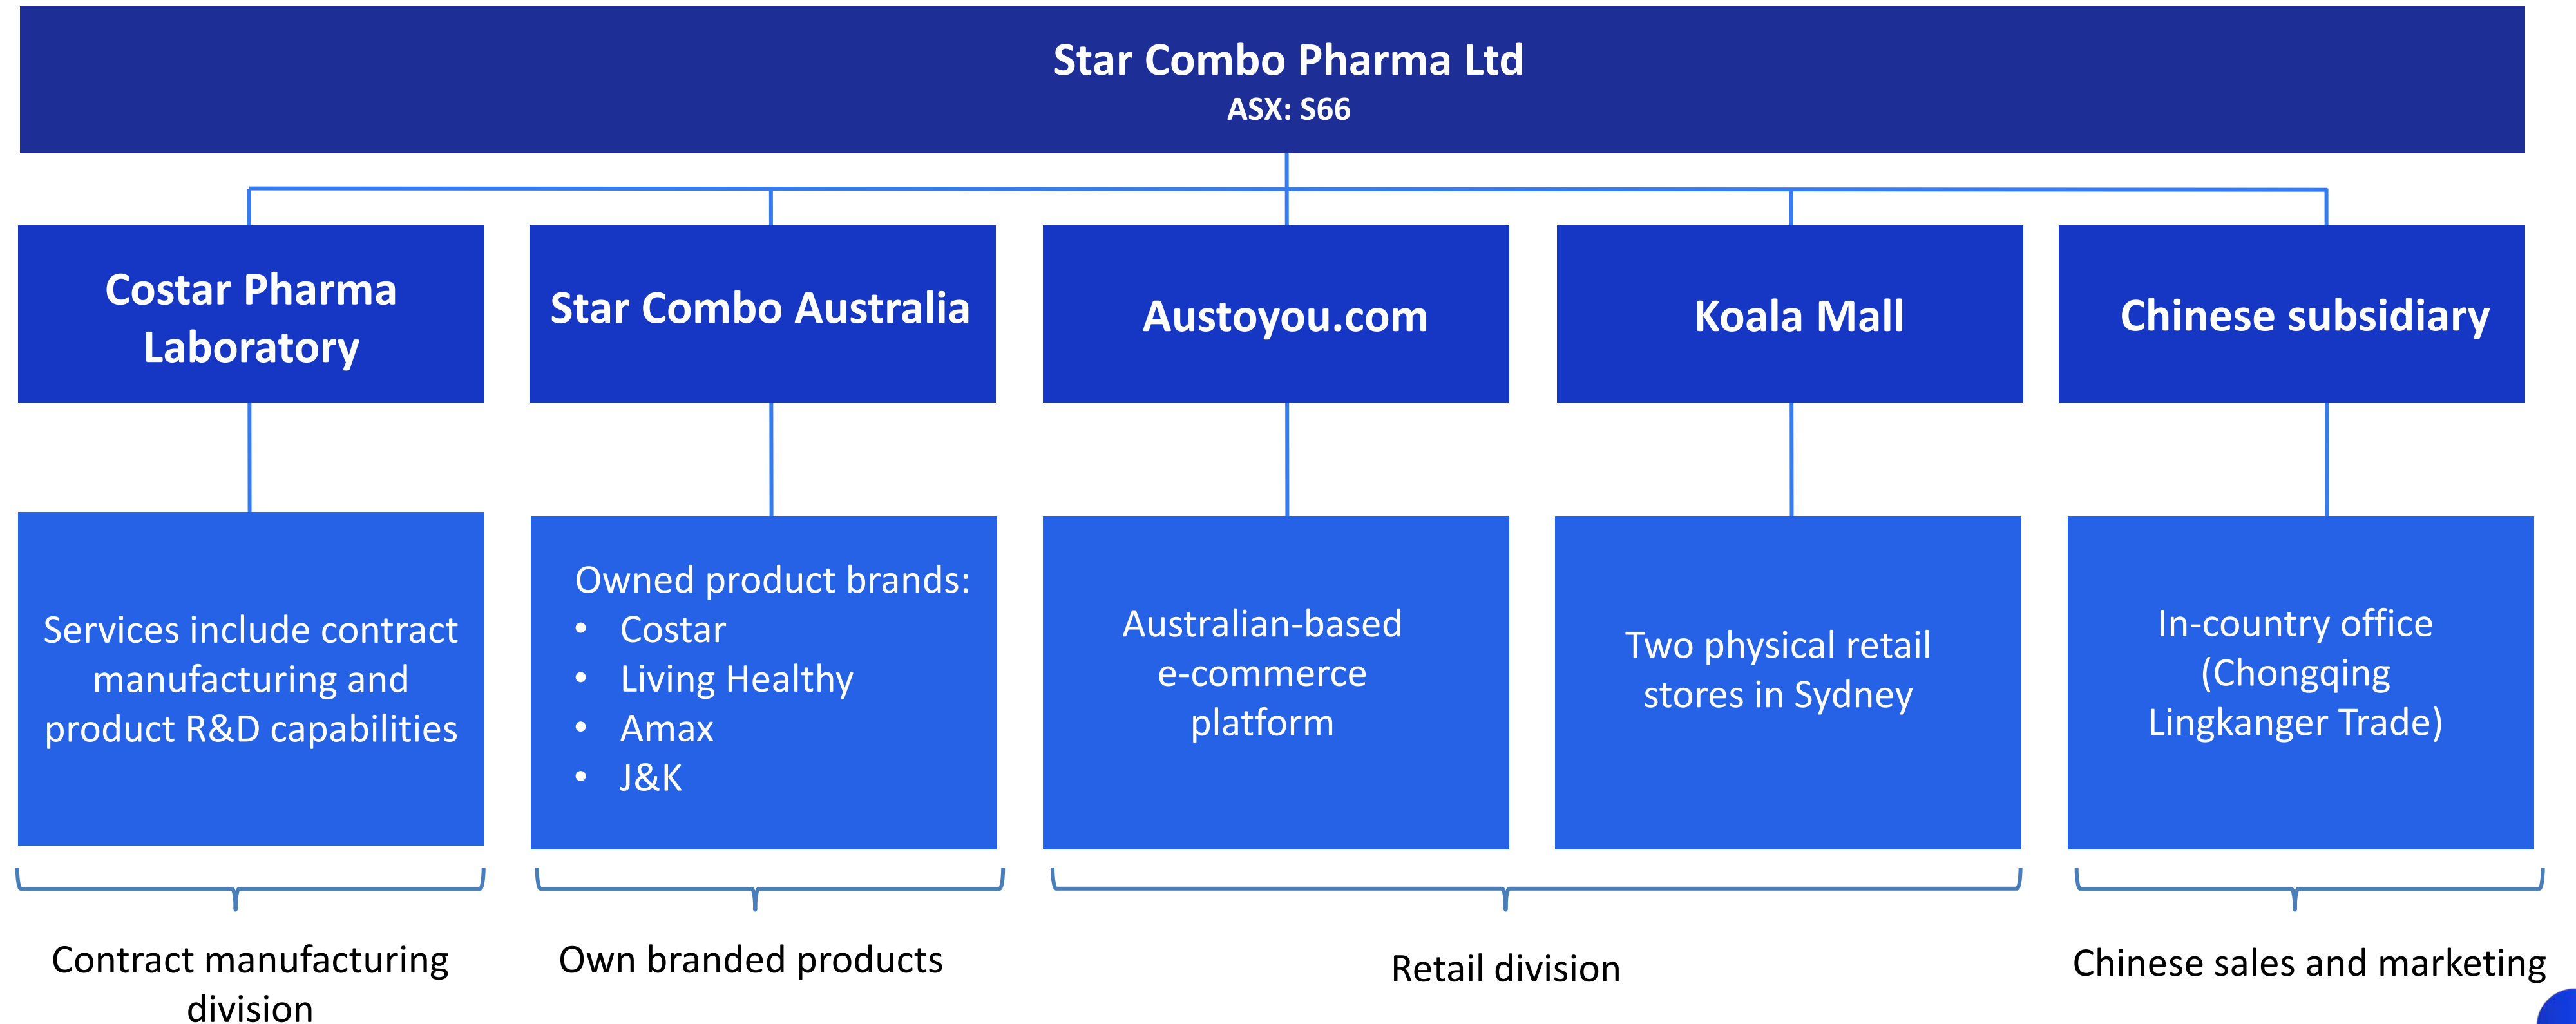 Star Combo Pharma Ltd
ASX: S66
Costar Pharma
Laboratory
Star Combo Australia
Austoyou.com
Koala Mall
Chinese subsidiary
Services include contract
manufacturing and
product R&D capabilities
Owned product brands:
• Costar
• Living Healthy
• Amax
• J&K
Australian-based
e-commerce
platform
Two physical retail
stores in Sydney
In-country office
(Chongqing
Lingkanger Trade)
Contract manufacturing
division
Own branded products
Retail division
Chinese sales and marketing